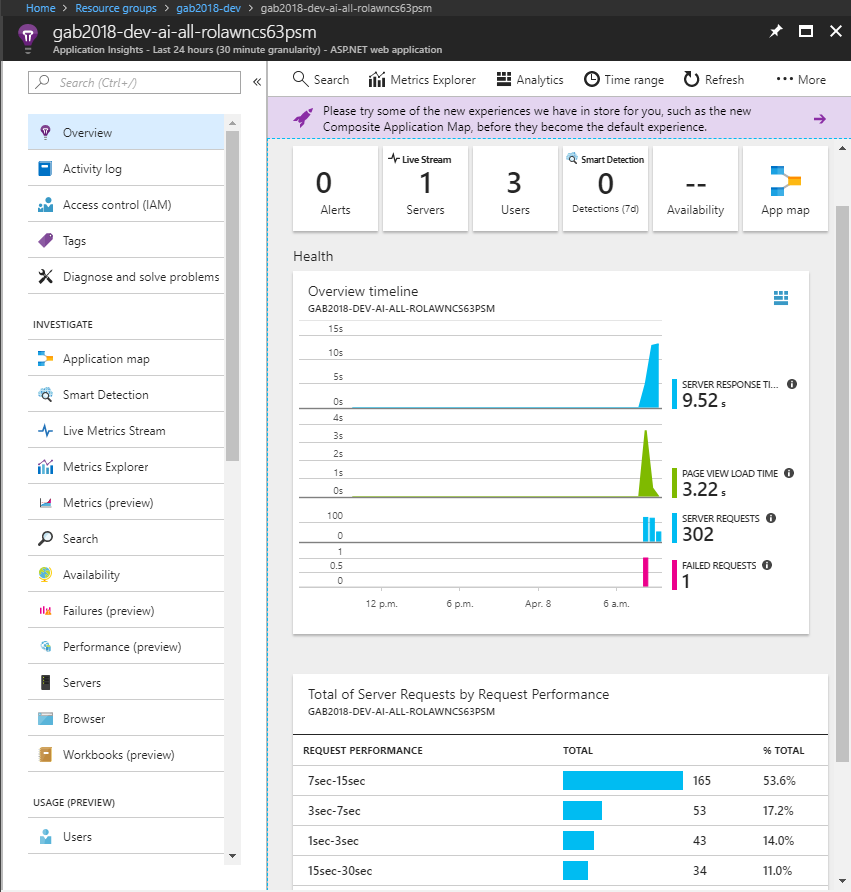 Home > Resource groups > gab2018-dev > gab2018-dev-ai-all-rolawncs63psm
gab2018-dev-ai-all-rolawncs63psm
Application Insights - Last 24 hours (30 minute granularity) - ASP.NET web application
Search (Ctrl+/)
«
Overview
Activity log
Access control (IAM)
Tags
Diagnose and solve problems
INVESTIGATE
Application map
Smart Detection
Live Metrics Stream
Metrics Explorer
Metrics (preview)
Search
Availability
Failures (preview)
Performance (preview)
Servers
Browser
Workbooks (preview)
USAGE (PREVIEW)
Users
Search Metrics Explorer Analytics Time range Refresh ··· More
Please try some of the new experiences we have in store for you, such as the new
Composite Application Map, before they become the default experience.
0
Alerts
Live Stream
1
Servers
3
Users
Smart Detection
0
Detections (7d)
--
Availability
App map
Health
Overview timeline
GAB2018-DEV-AI-ALL-ROLAWNCS63PSM
15s
10s
5s
0s
SERVER RESPONSE TI...
9.52 s
4s
3s
2s
1s
0s
PAGE VIEW LOAD TIME
3.22 s
100
0
SERVER REQUESTS
302
1
0.5
0
FAILED REQUESTS
1
12 p.m. 6 p.m. Apr. 8 6 a.m.
Total of Server Requests by Request Performance
GAB2018-DEV-AI-ALL-ROLAWNCS63PSM
REQUEST PERFORMANCE TOTAL % TOTAL
7sec-15sec 165 53.6%
3sec-7sec 53 17.2%
1sec-3sec 43 14.0%
15sec-30sec 34 11.0%